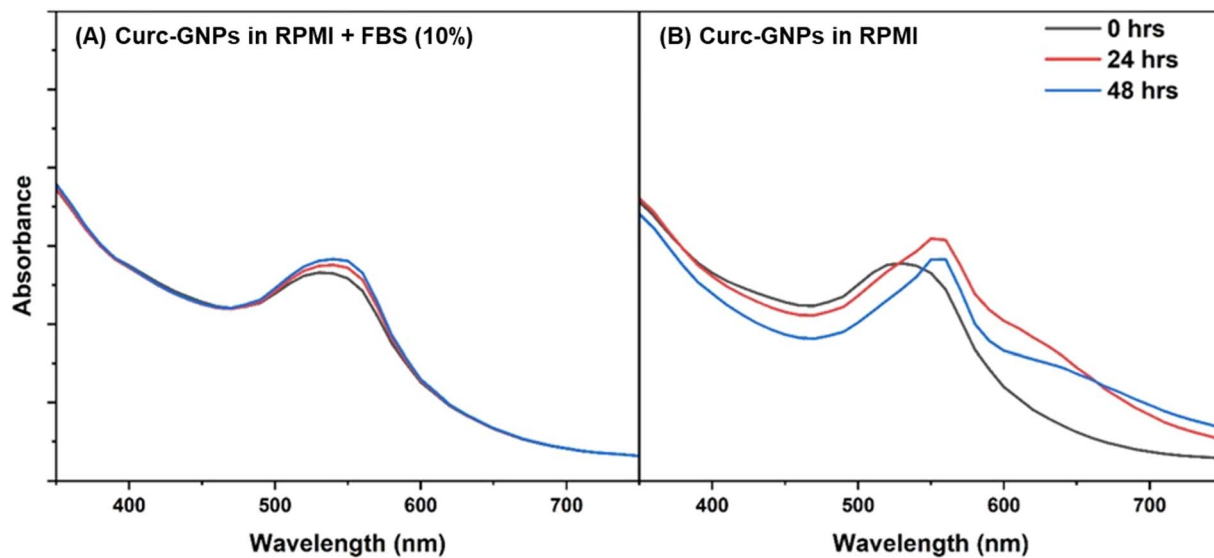 (A) Curc-GNPs in RPMI + FBS (10%)
(B) Curc-GNPs in RPMI
0 hrs
24 hrs
48 hrs
Absorbance
400 500 600 700
400 500 600 700
Wavelength (nm)
Wavelength (nm)